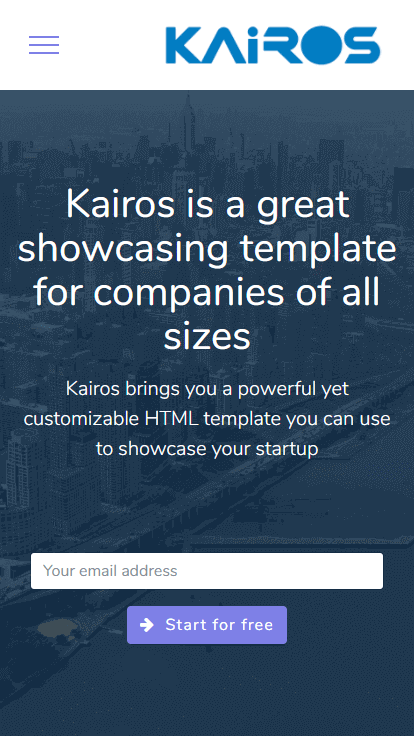 KAiROS
Kairos is a great
showcasing template
for companies of all
sizes
Kairos brings you a powerful yet
customizable HTML template you can use
to showcase your startup
Your email address
Start for free